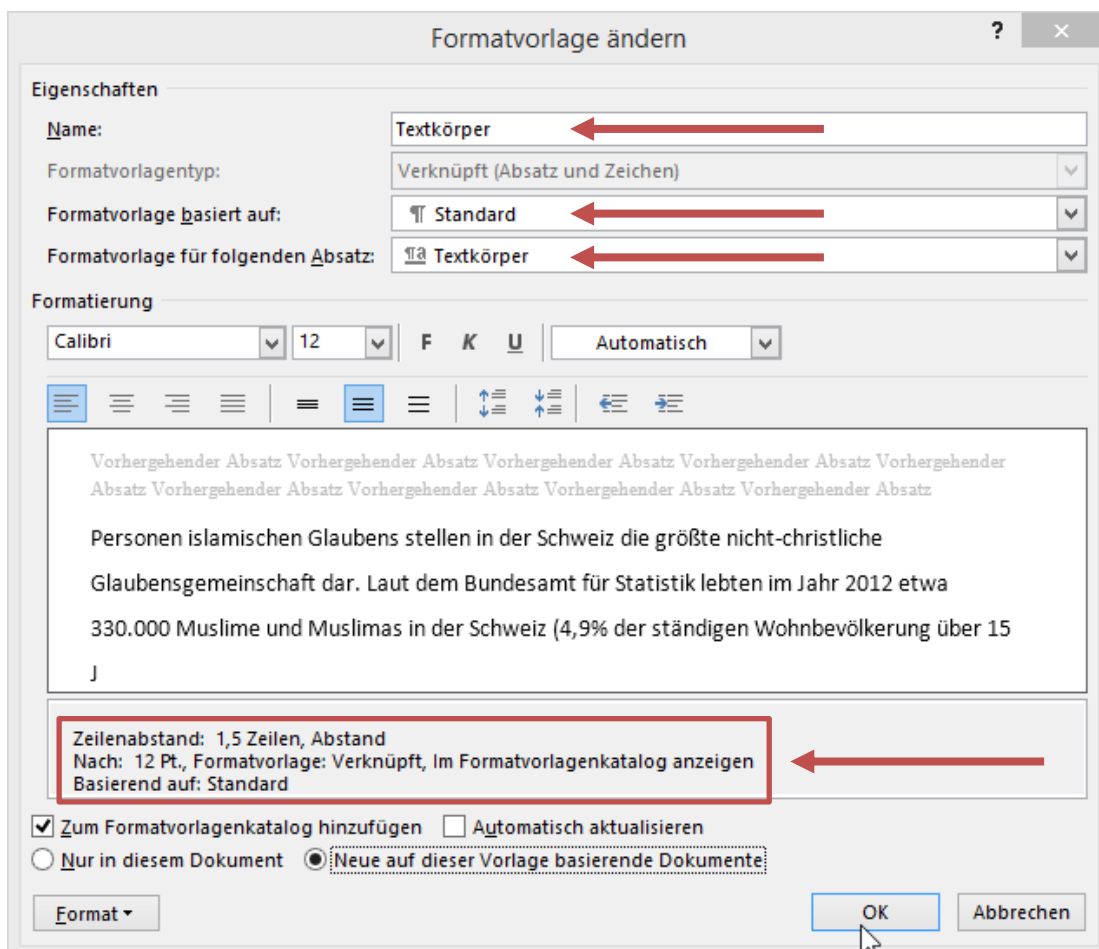 Formatvorlage ändern
?
Eigenschaften
Name: Textkörper
Formatvorlagentyp: Verknüpft (Absatz und Zeichen)
Formatvorlage basiert auf: ¶ Standard
Formatvorlage für folgenden Absatz: ¶a Textkörper
Formatierung
Calibri 12 F K U Automatisch
Vorhergehender Absatz Vorhergehender Absatz Vorhergehender Absatz Vorhergehender Absatz Vorhergehender
Absatz Vorhergehender Absatz Vorhergehender Absatz Vorhergehender Absatz Vorhergehender Absatz
Personen islamischen Glaubens stellen in der Schweiz die größte nicht-christliche
Glaubensgemeinschaft dar. Laut dem Bundesamt für Statistik lebten im Jahr 2012 etwa
330.000 Muslime und Muslimas in der Schweiz (4,9% der ständigen Wohnbevölkerung über 15
J
Zeilenabstand: 1,5 Zeilen, Abstand
Nach: 12 Pt., Formatvorlage: Verknüpft, Im Formatvorlagenkatalog anzeigen
Basierend auf: Standard
Zum Formatvorlagenkatalog hinzufügen Automatisch aktualisieren
Nur in diesem Dokument Neue auf dieser Vorlage basierende Dokumente
Format OK Abbrechen